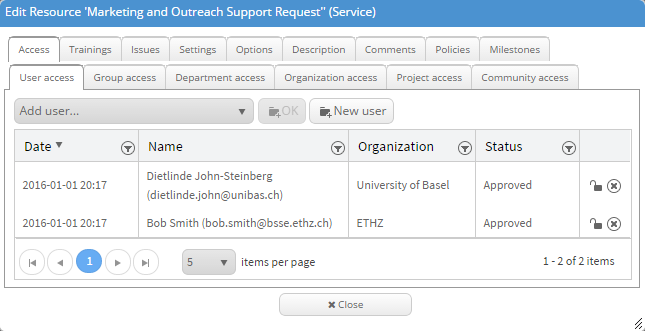 Edit Resource 'Marketing and Outreach Support Request" (Service)
Access Trainings Issues Settings Options Description Comments Policies Milestones
User access Group access Department access Organization access Project access Community access
Add user... OK New user
Date Name Organization Status
2016-01-01 20:17 Dietlinde John-Steinberg (dietlinde.john@unibas.ch) University of Basel Approved
2016-01-01 20:17 Bob Smith (bob.smith@bsse.ethz.ch) ETHZ Approved
1 5 items per page 1 - 2 of 2 items
Close